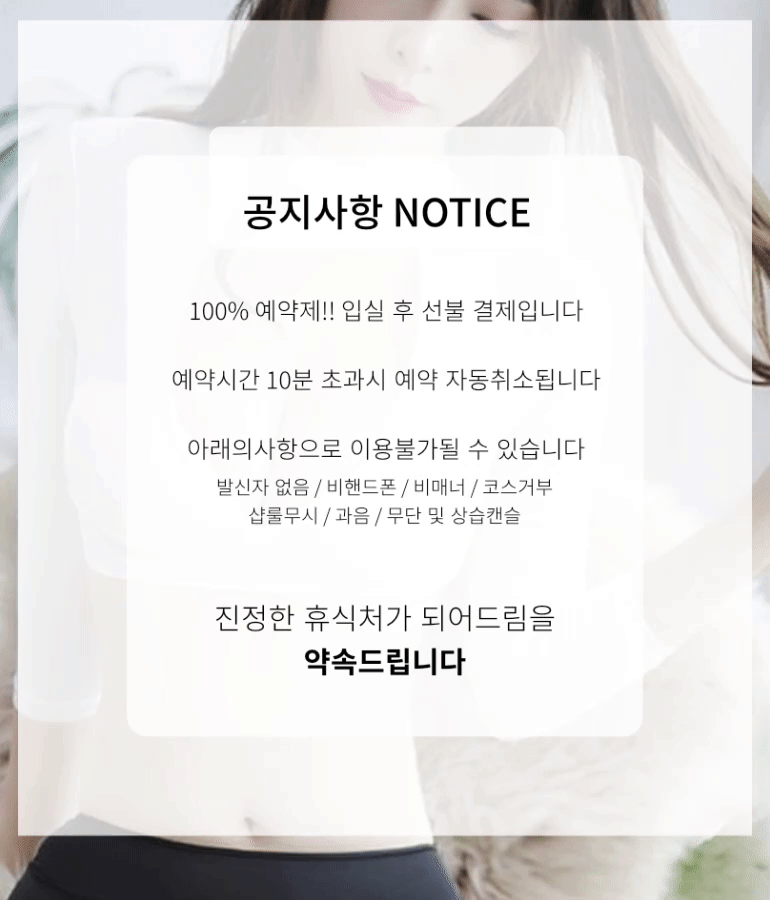 공지사항 NOTICE
100% 예약제!! 입실 후 선불 결제입니다
예약시간 10분 초과시 예약 자동취소됩니다
아래의사항으로 이용불가될 수 있습니다
발신자 없음 / 비핸드폰 / 비매너 / 코스거부
샵룰무시 / 과음 / 무단 및 상습캔슬
진정한 휴식처가 되어드림을
약속드립니다